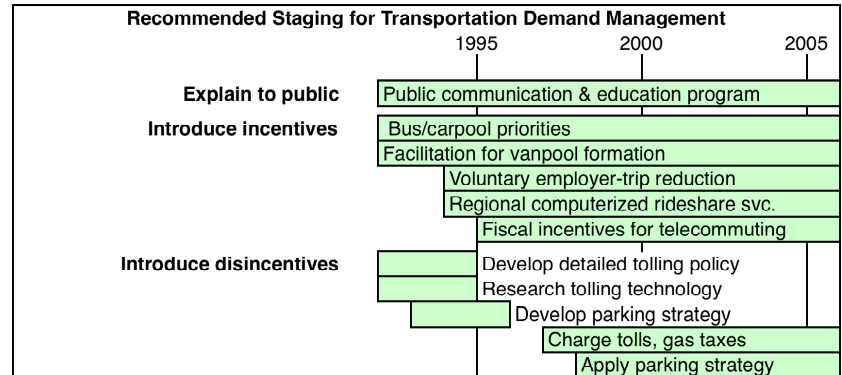 Recommended Staging for Transportation Demand Management
1995 2000 2005
Explain to public Public communication & education program
Introduce incentives Bus/carpool priorities
Facilitation for vanpool formation
Voluntary employer-trip reduction
Regional computerized rideshare svc.
Fiscal incentives for telecommuting
Introduce disincentives Develop detailed tolling policy
Research tolling technology
Develop parking strategy
Charge tolls, gas taxes
Apply parking strategy